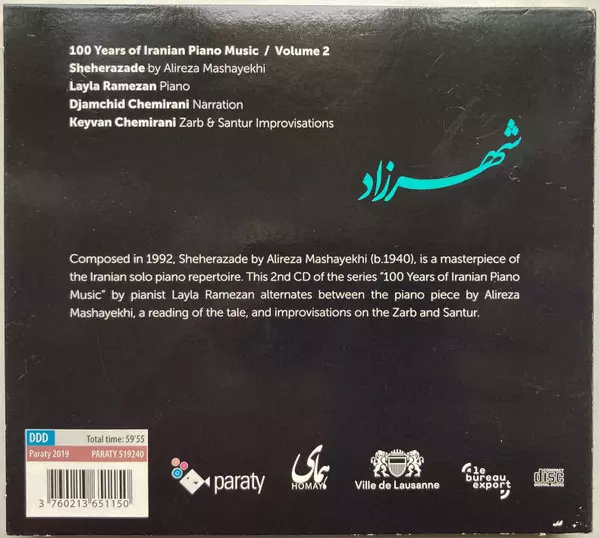 100 Years of Iranian Piano Music / Volume 2
Sheherazade by Alireza Mashayekhi
Layla Ramezan Piano
Djamchid Chemirani Narration
Keyvan Chemirani Zarb & Santur Improvisations
شهرزاد
Composed in 1992, Sheherazade by Alireza Mashayekhi (b.1940), is a masterpiece of
the Iranian solo piano repertoire. This 2nd CD of the series "100 Years of Iranian Piano
Music" by pianist Layla Ramezan alternates between the piano piece by Alireza
Mashayekhi, a reading of the tale, and improvisations on the Zarb and Santur.
DDD Total time: 59'55
Paraty 2019 PARATY 519240
3 760213 651150
paraty
همای
HOMAY
Ville de Lausanne
le
bureau
export
COMPACT
disc
DIGITAL AUDIO